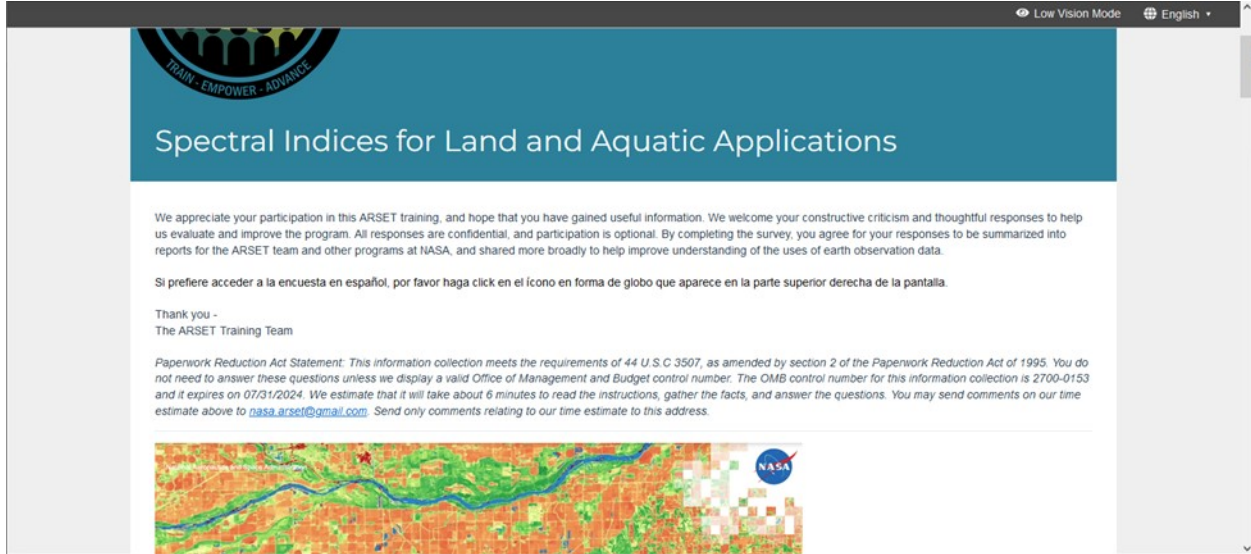 Low Vision Mode English
TRAIN - EMPOWER - ADVANCE
Spectral Indices for Land and Aquatic Applications
We appreciate your participation in this ARSET training, and hope that you have gained useful information. We welcome your constructive criticism and thoughtful responses to help
us evaluate and improve the program. All responses are confidential, and participation is optional. By completing the survey, you agree for your responses to be summarized into
reports for the ARSET team and other programs at NASA, and shared more broadly to help improve understanding of the uses of earth observation data.
Si prefiere acceder a la encuesta en español, por favor haga click en el ícono en forma de globo que aparece en la parte superior derecha de la pantalla.
Thank you -
The ARSET Training Team
Paperwork Reduction Act Statement: This information collection meets the requirements of 44 U.S.C 3507, as amended by section 2 of the Paperwork Reduction Act of 1995. You do
not need to answer these questions unless we display a valid Office of Management and Budget control number. The OMB control number for this information collection is 2700-0153
and it expires on 07/31/2024. We estimate that it will take about 6 minutes to read the instructions, gather the facts, and answer the questions. You may send comments on our time
estimate above to nasa.arset@gmail.com. Send only comments relating to our time estimate to this address.
NASA